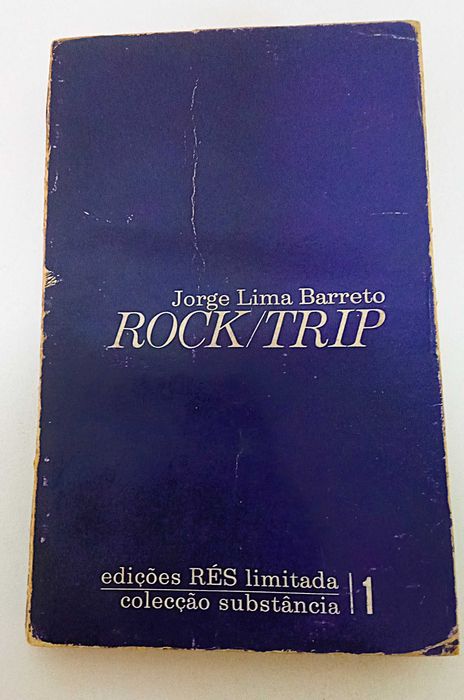 Jorge Lima Barreto
ROCK/TRIP
edições RÉS limitada
colecção substância | 1